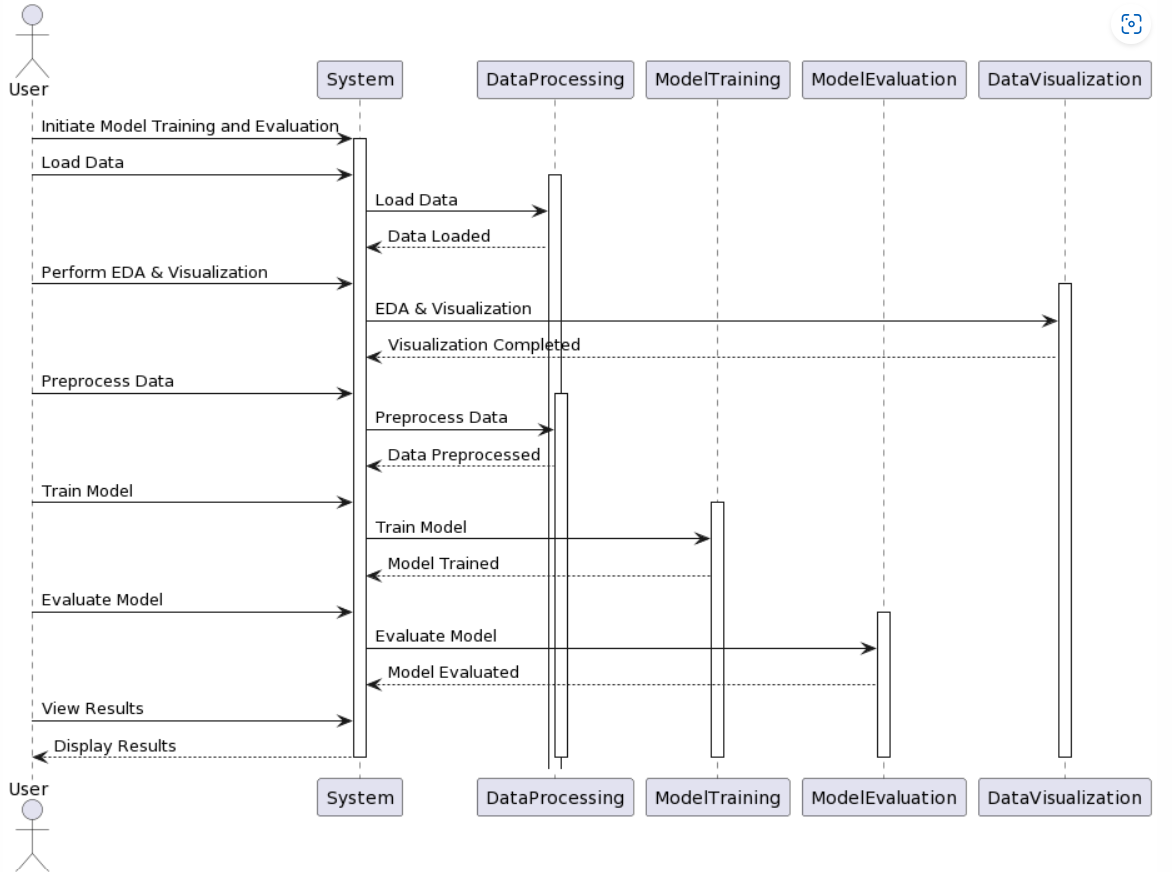 User
System
DataProcessing
ModelTraining
ModelEvaluation
DataVisualization
Initiate Model Training and Evaluation
Load Data
Load Data
Data Loaded
Perform EDA & Visualization
EDA & Visualization
Visualization Completed
Preprocess Data
Preprocess Data
Data Preprocessed
Train Model
Train Model
Model Trained
Evaluate Model
Evaluate Model
Model Evaluated
View Results
Display Results
User
System
DataProcessing
ModelTraining
ModelEvaluation
DataVisualization